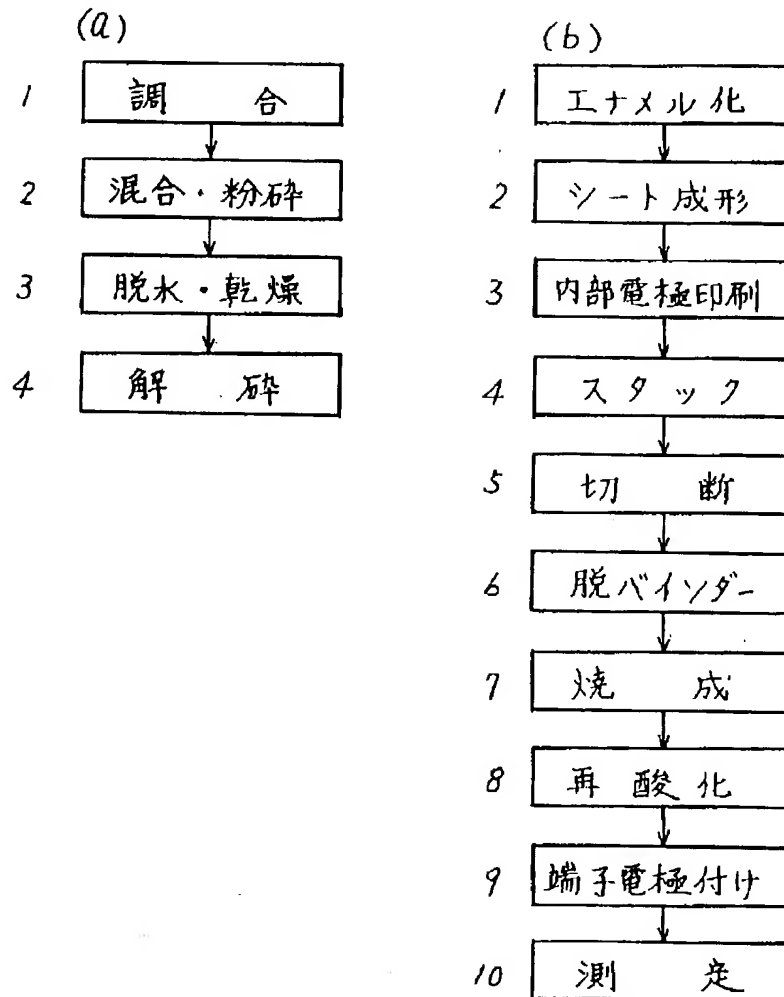 (a)
1 調合
2 混合・粉砕
3 脱水・乾燥
4 解砕
(b)
1 エナメル化
2 シート成形
3 内部電極印刷
4 スタック
5 切断
6 脱バインダー
7 焼成
8 再酸化
9 端子電極付け
10 測定